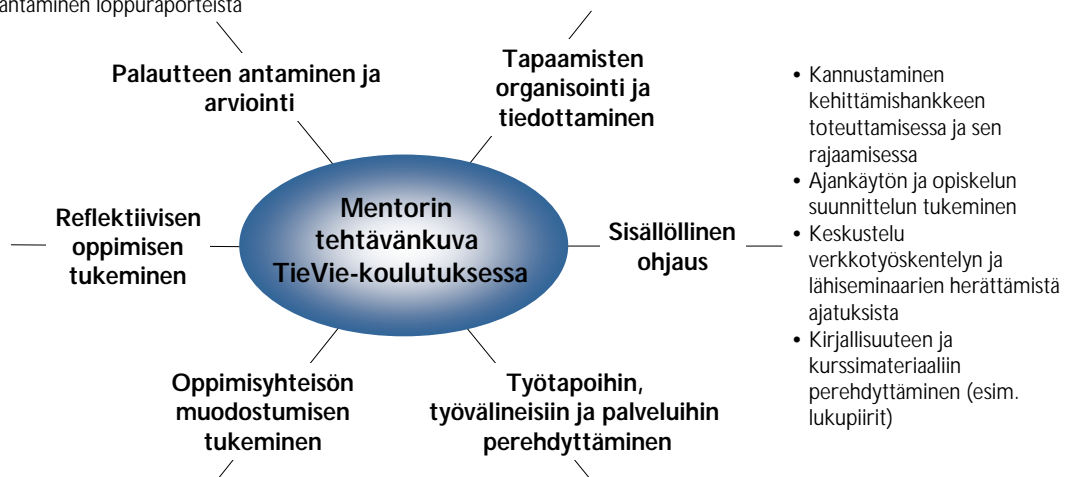 antaminen loppuraporteista
Palautteen antaminen ja
arviointi
Tapaamisten
organisointi ja
tiedottaminen
Reflektiivisen
oppimisen
tukeminen
Mentorin
tehtävänkuva
TieVie-koulutuksessa
Sisällöllinen
ohjaus
• Kannustaminen
kehittämishankkeen
toteuttamisessa ja sen
rajaamisessa
• Ajankäytön ja opiskelun
suunnittelun tukeminen
• Keskustelu
verkkotyöskentelyn ja
lähiseminaarien herättämistä
ajatuksista
• Kirjallisuuteen ja
kurssimateriaaliin
perehdyttäminen (esim.
lukupiirit)
Oppimisyhteisön
muodostumisen
tukeminen
Työtapoihin,
työvälineisiin ja palveluihin
perehdyttäminen